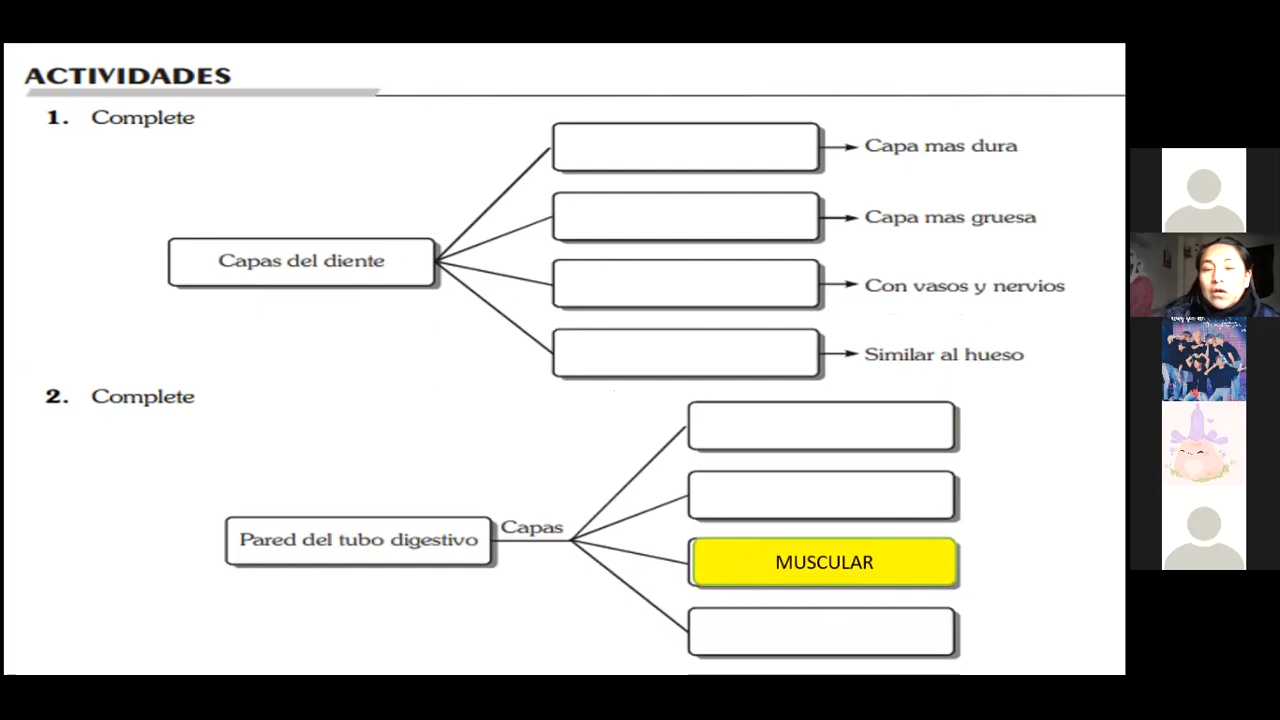 ACTIVIDADES
1. Complete
Capas del diente
Capa mas dura
Capa mas gruesa
Con vasos y nervios
Similar al hueso
2. Complete
Pared del tubo digestivo
Capas
MUSCULAR